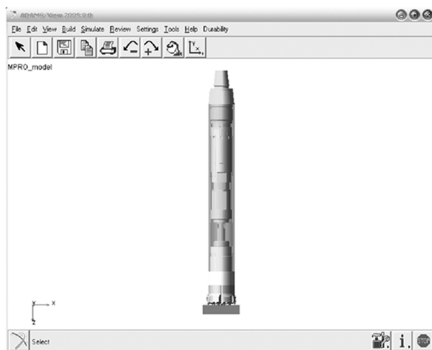 File Edit View Build Simulate Review Settings Tools Help Durability
MPRO_model
x
Select